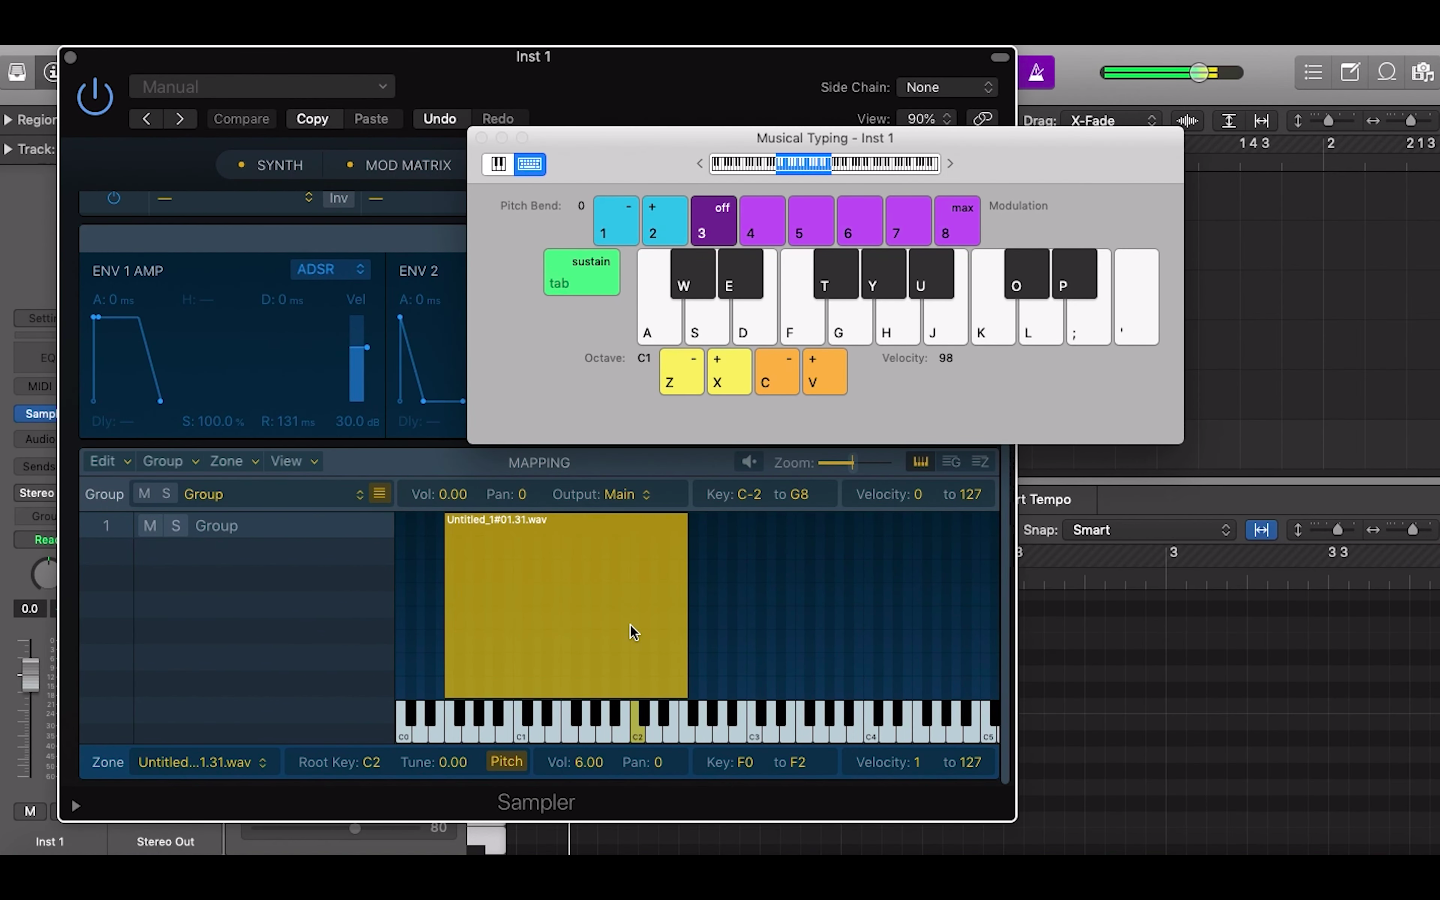 Inst 1
Manual
Side Chain: None
Compare Copy Paste Undo Redo View: 90%
Region
Drag: X-Fade
Musical Typing - Inst 1
Track:
1 4 3 2 2 1 3
SYNTH MOD MATRIX
Inv
Pitch Bend: 0 - + off max Modulation
1 2 3 4 5 6 7 8
sustain
tab
ENV 1 AMP ADSR ENV 2
W E T Y U O P
A: 0 ms H: — D: 0 ms Vel A: 0 ms
A S D F G H J K L ; '
Octave: C1 - + - + Velocity: 98
Z X C V
EQ
MIDI
Dly: — S: 100.0 % R: 131 ms 30.0 dB Dly: —
Audio
Sends
Edit Group Zone View MAPPING Zoom:
Stereo
Group M S Group Vol: 0.00 Pan: 0 Output: Main Key: C-2 to G8 Velocity: 0 to 127
rt Tempo
1 M S Group
Untitled_1#01.31.wav
Snap: Smart
Read
3 3 3 3
0.0
C0 C1 C2 C3 C4 C5
Zone Untitled...1.31.wav Root Key: C2 Tune: 0.00 Pitch Vol: 6.00 Pan: 0 Key: F0 to F2 Velocity: 1 to 127
Sampler
M
80
Inst 1 Stereo Out